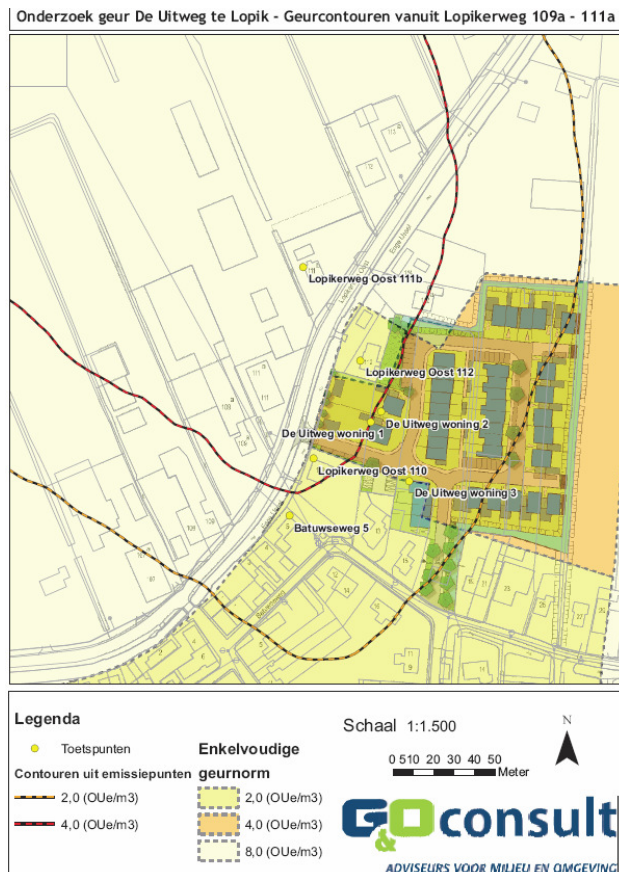 Onderzoek geur De Uitweg te Lopik - Geurcontouren vanuit Lopikerweg 109a - 111a
Lopikerweg Oost 111b
Lopikerweg Oost 112
De Uitweg woning 2
De Uitweg woning 1
Lopikerweg Oost 110
De Uitweg woning 3
Batuwseweg 5
Legenda
Toetspunten
Contouren uit emissiepunten
2,0 (OUe/m3)
4,0 (OUe/m3)
Enkelvoudige
geurnorm
2,0 (OUe/m3)
4,0 (OUe/m3)
8,0 (OUe/m3)
Schaal 1:1.500
N
0 510 20 30 40 50
Meter
G&O consult
ADVISEURS VOOR MILIEU EN OMGEVING